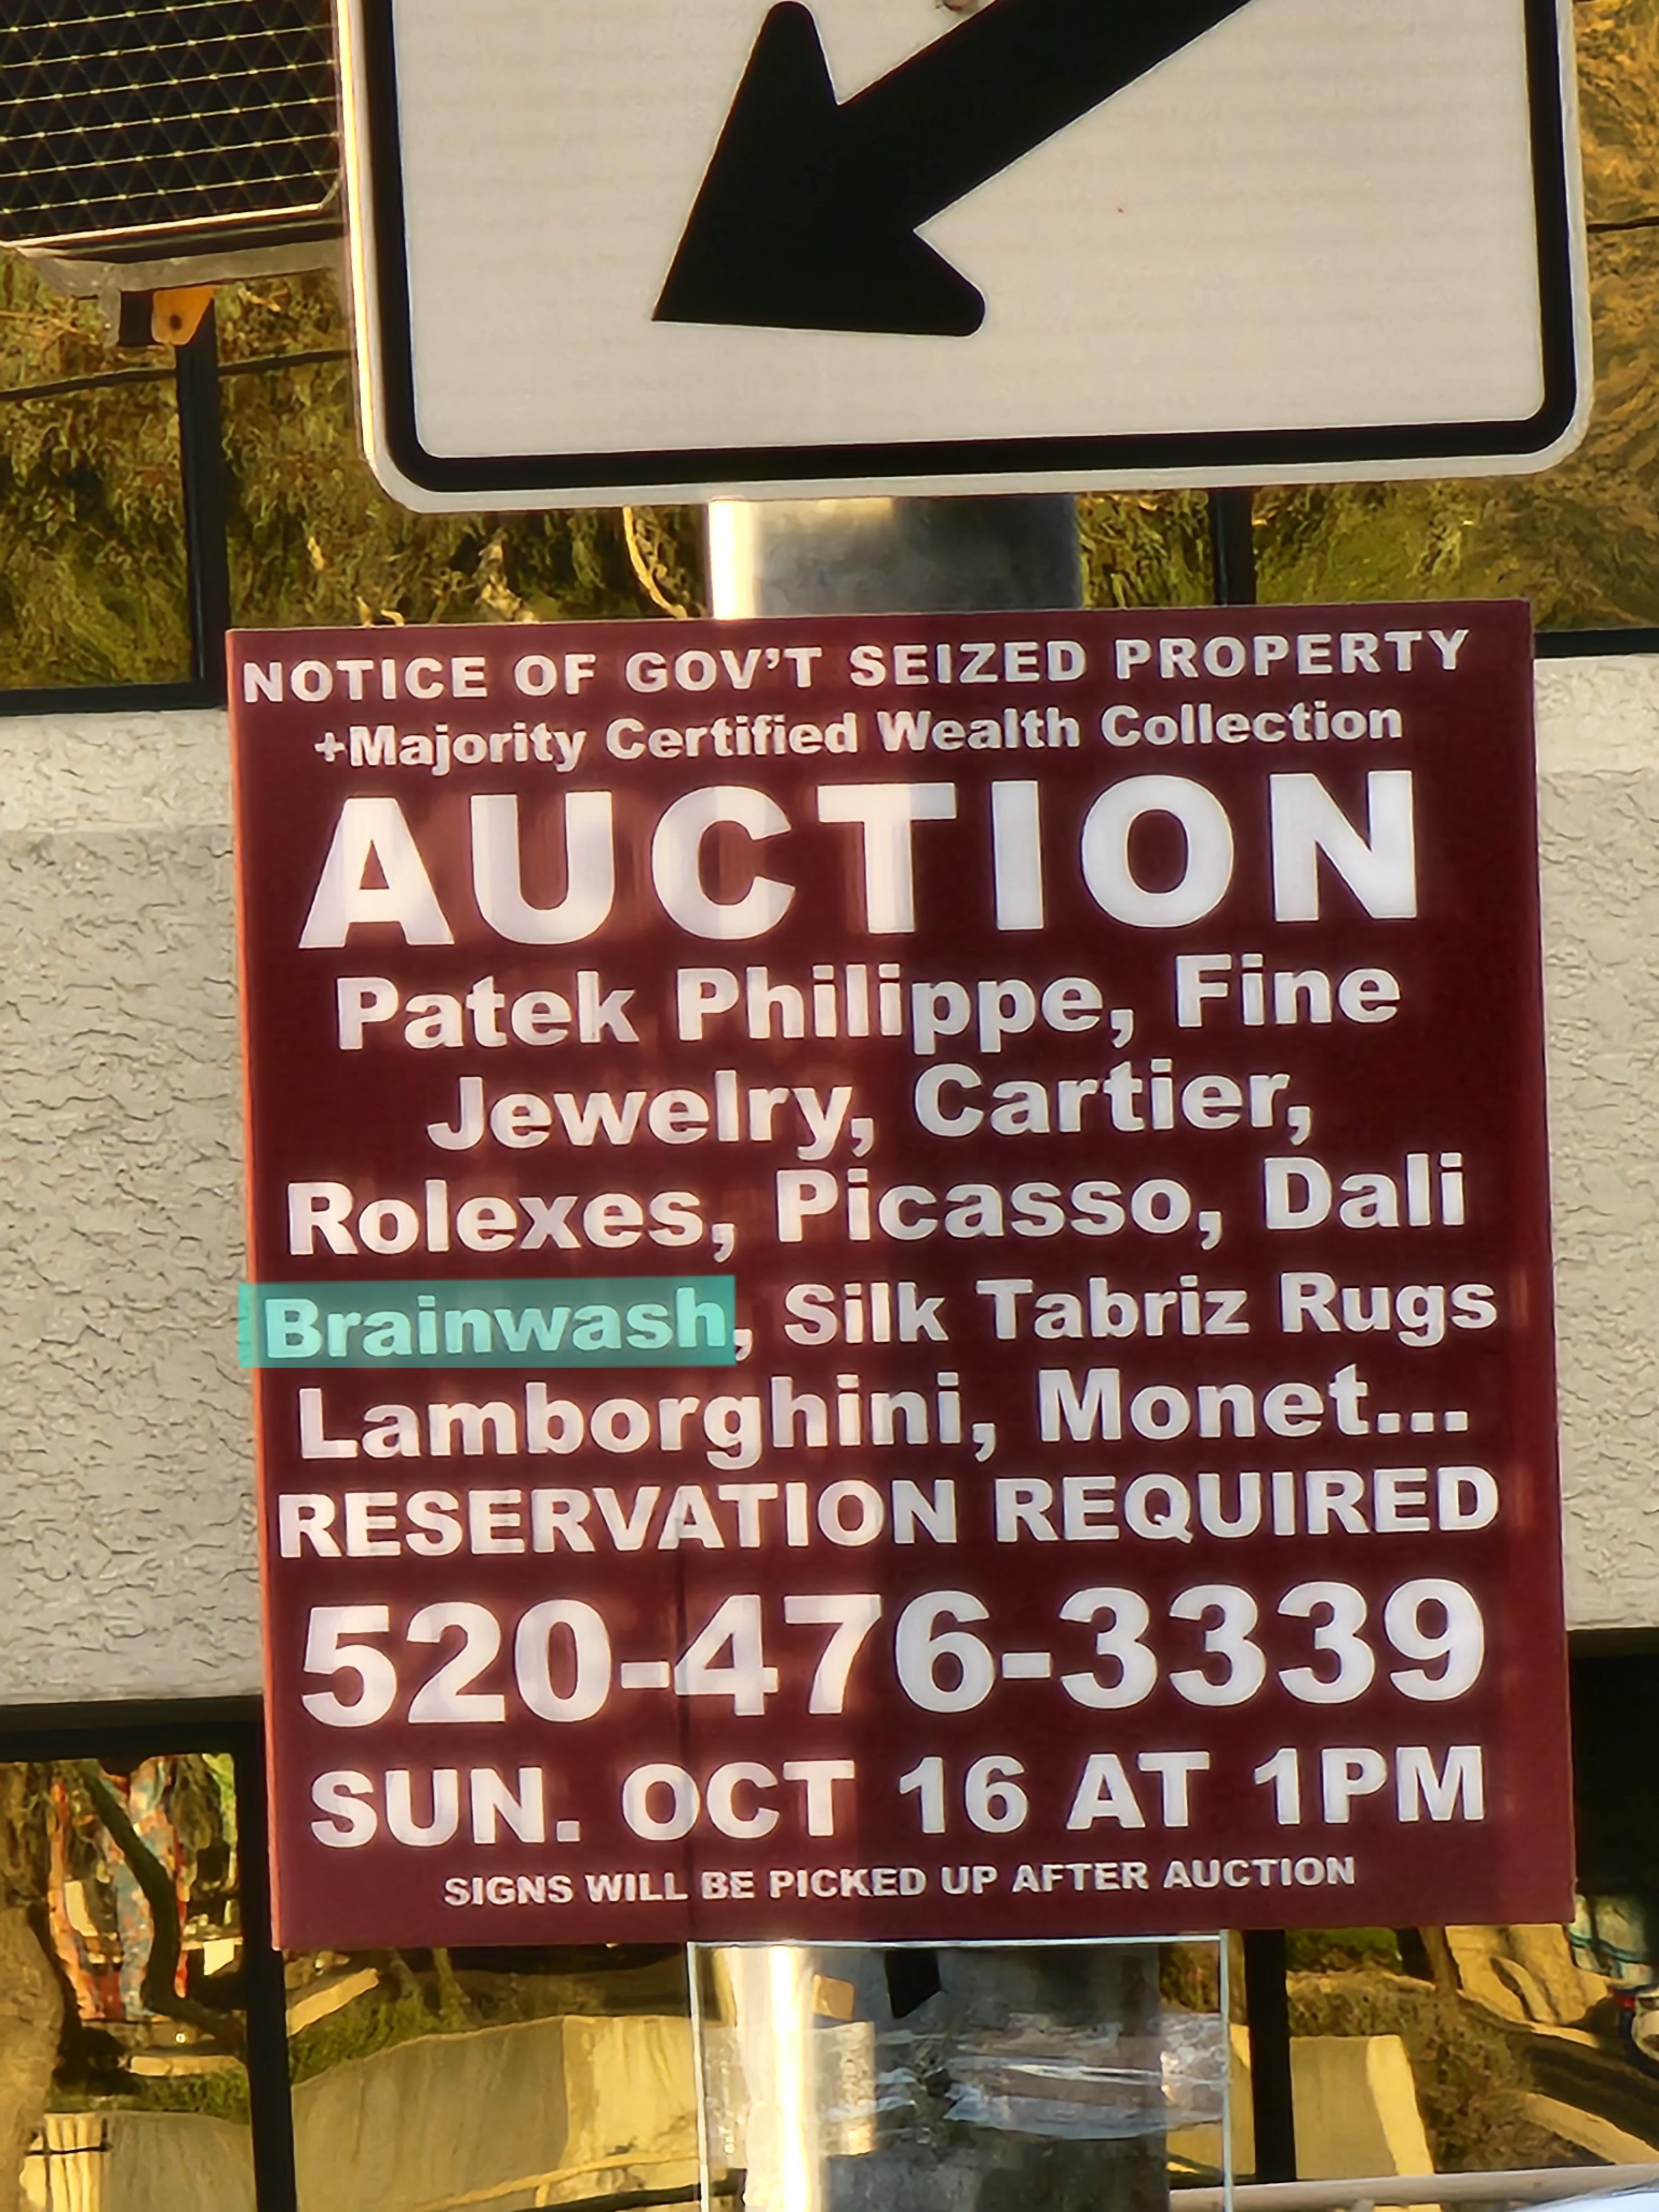 NOTICE OF GOV'T SEIZED PROPERTY
+Majority Certified Wealth Collection
AUCTION
Patek Philippe, Fine
Jewelry, Cartier,
Rolexes, Picasso, Dali
Brainwash, Silk Tabriz Rugs
Lamborghini, Monet...
RESERVATION REQUIRED
520-476-3339
SUN. OCT 16 AT 1PM
SIGNS WILL BE PICKED UP AFTER AUCTION